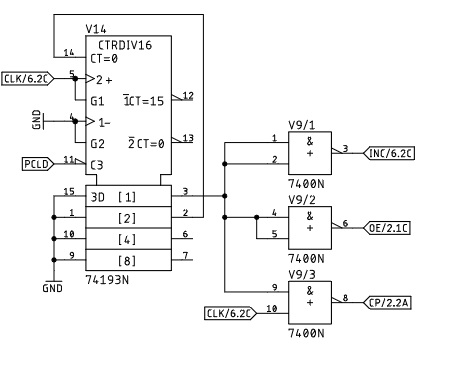 V14
CTRDIV16
14
CT=0
CLK/6.2C
5
2+
G1
1CT=15
12
GND
4
1-
G2
2CT=0
13
PCLD
11
C3
15
3D
[1]
3
1
[2]
2
10
[4]
6
9
[8]
7
GND
74193N
V9/1
1
&
2
+
3
INC/6.2C
7400N
V9/2
4
&
5
+
6
OE/2.1C
7400N
V9/3
9
&
CLK/6.2C
10
+
8
CP/2.2A
7400N